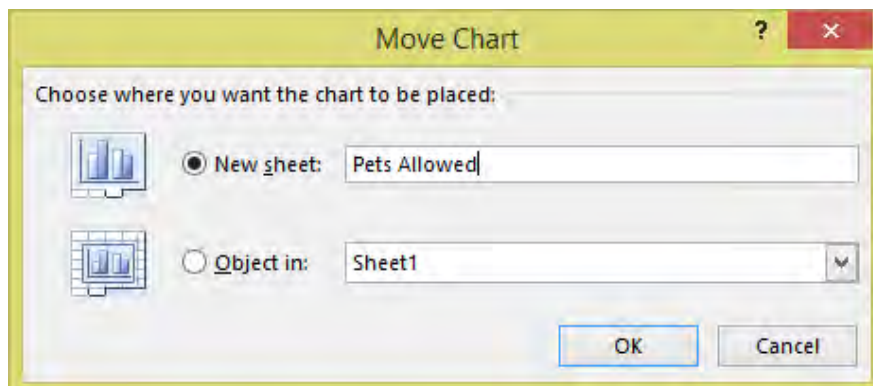 Move Chart
?
Choose where you want the chart to be placed:
New sheet: Pets Allowed
Object in: Sheet1
OK Cancel